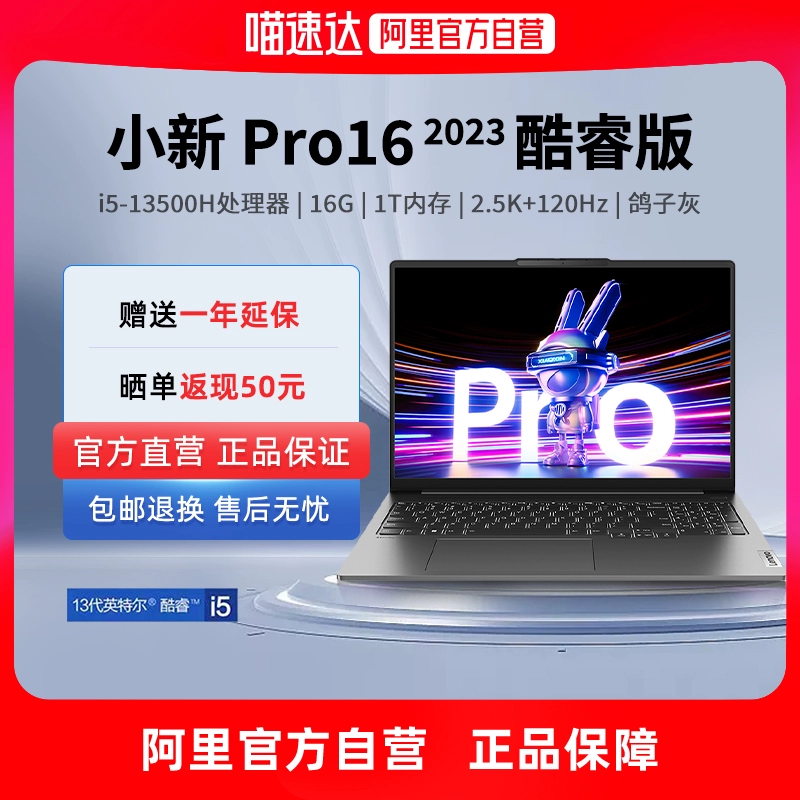 喵速达 阿里官方自营
小新 Pro16 2023 酷睿版
i5-13500H处理器 | 16G | 1T内存 | 2.5K+120Hz | 鸽子灰
赠送一年延保
晒单返现50元
官方直营 正品保证
包邮退换 售后无忧
XIAOXIN
Pro
Lenovo
13代英特尔® 酷睿™ i5
阿里官方自营 正品保障